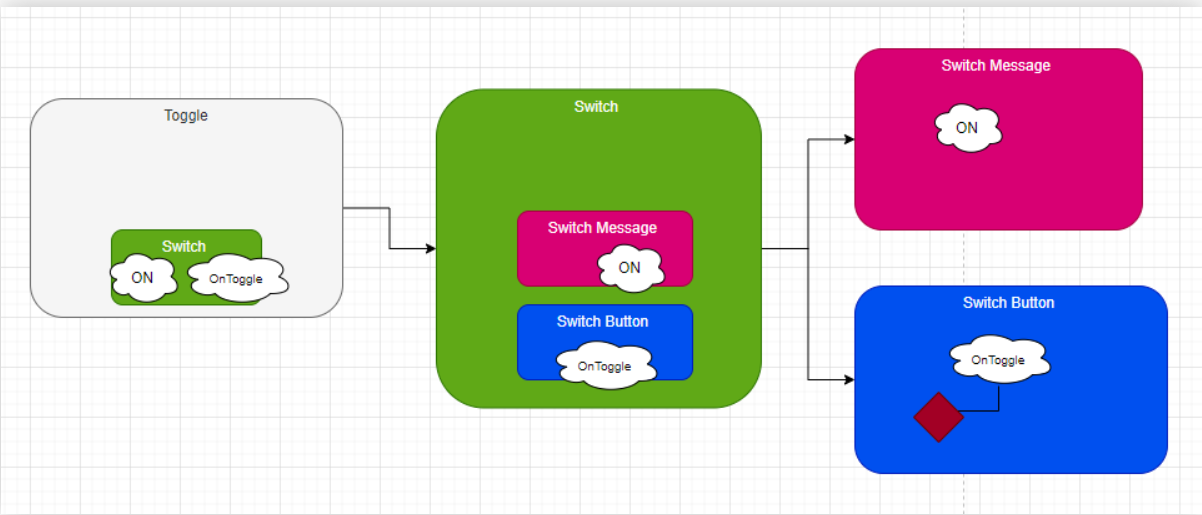 Toggle
Switch
ON
OnToggle
Switch
Switch Message
ON
Switch Button
OnToggle
Switch Message
ON
Switch Button
OnToggle